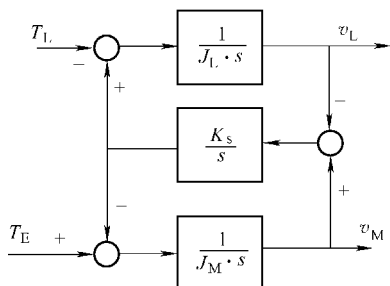 T_L − + 1 / J_L · s v_L
−
K_s / s
− +
T_E + 1 / J_M · s v_M